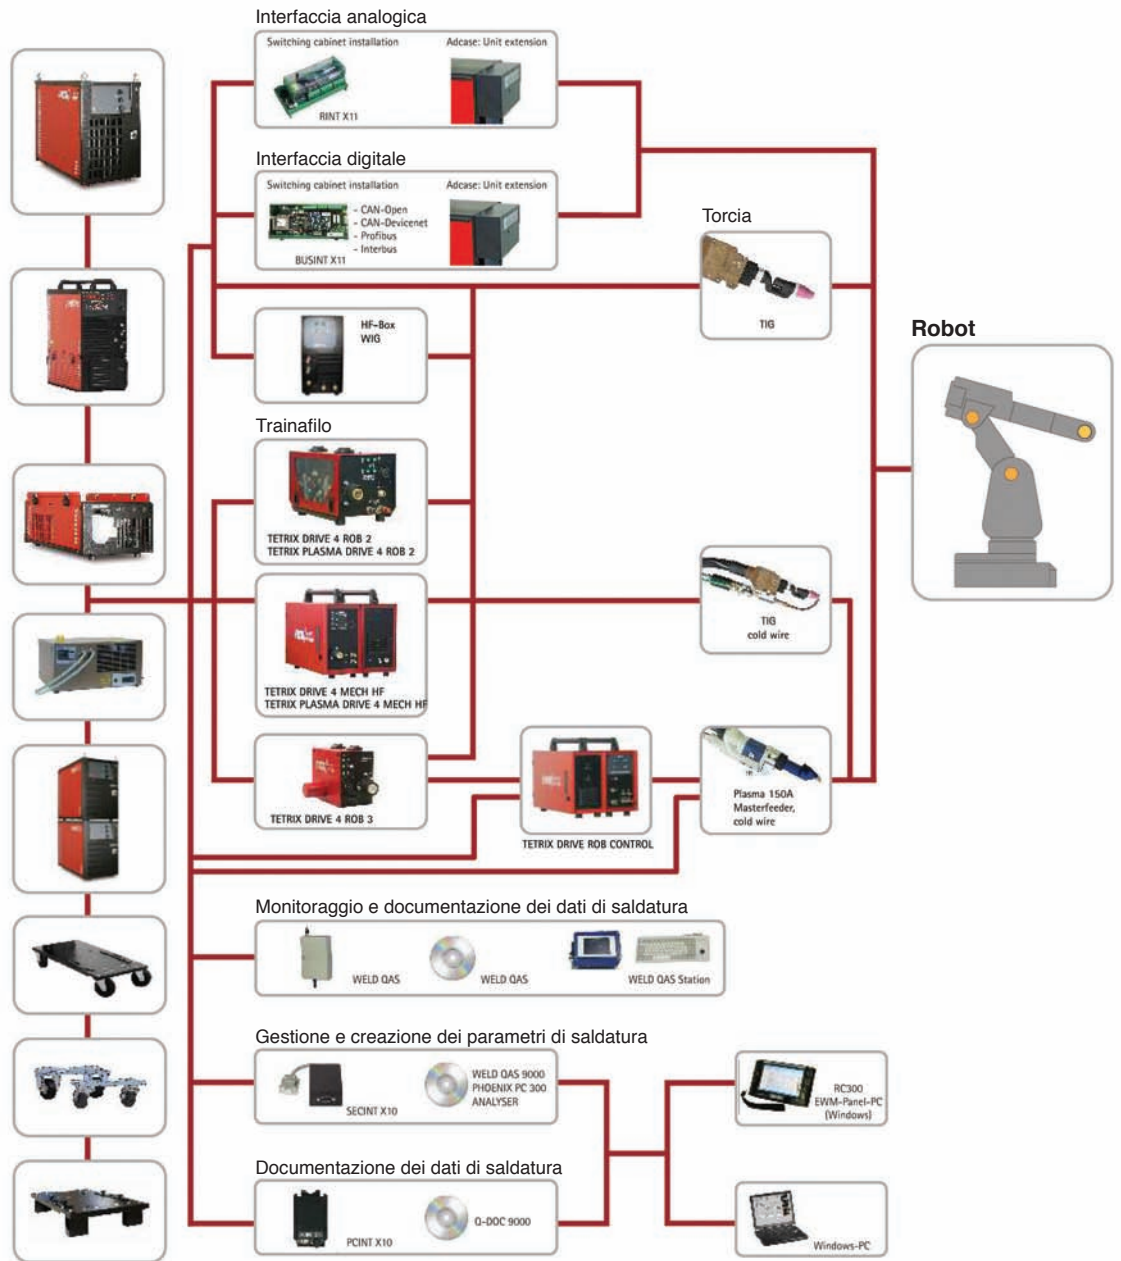 Interfaccia analogica
Switching cabinet installation
Adcase: Unit extension
RINT X11
Interfaccia digitale
Switching cabinet installation
Adcase: Unit extension
- CAN-Open
- CAN-Devicenet
- Profibus
- Interbus
BUSINT X11
Torcia
TIG
HF-Box
WIG
Robot
Trainafilo
TETRIX DRIVE 4 ROB 2
TETRIX PLASMA DRIVE 4 ROB 2
TIG
cold wire
TETRIX DRIVE 4 MECH HF
TETRIX PLASMA DRIVE 4 MECH HF
TETRIX DRIVE 4 ROB 3
TETRIX DRIVE ROB CONTROL
Plasma 150A
Masterfeeder,
cold wire
Monitoraggio e documentazione dei dati di saldatura
WELD QAS
WELD QAS
WELD QAS Station
Gestione e creazione dei parametri di saldatura
SECINT X10
WELD QAS 9000
PHOENIX PC 300
ANALYSER
RC300
EWM-Panel-PC
(Windows)
Documentazione dei dati di saldatura
PCINT X10
Q-DOC 9000
Windows-PC